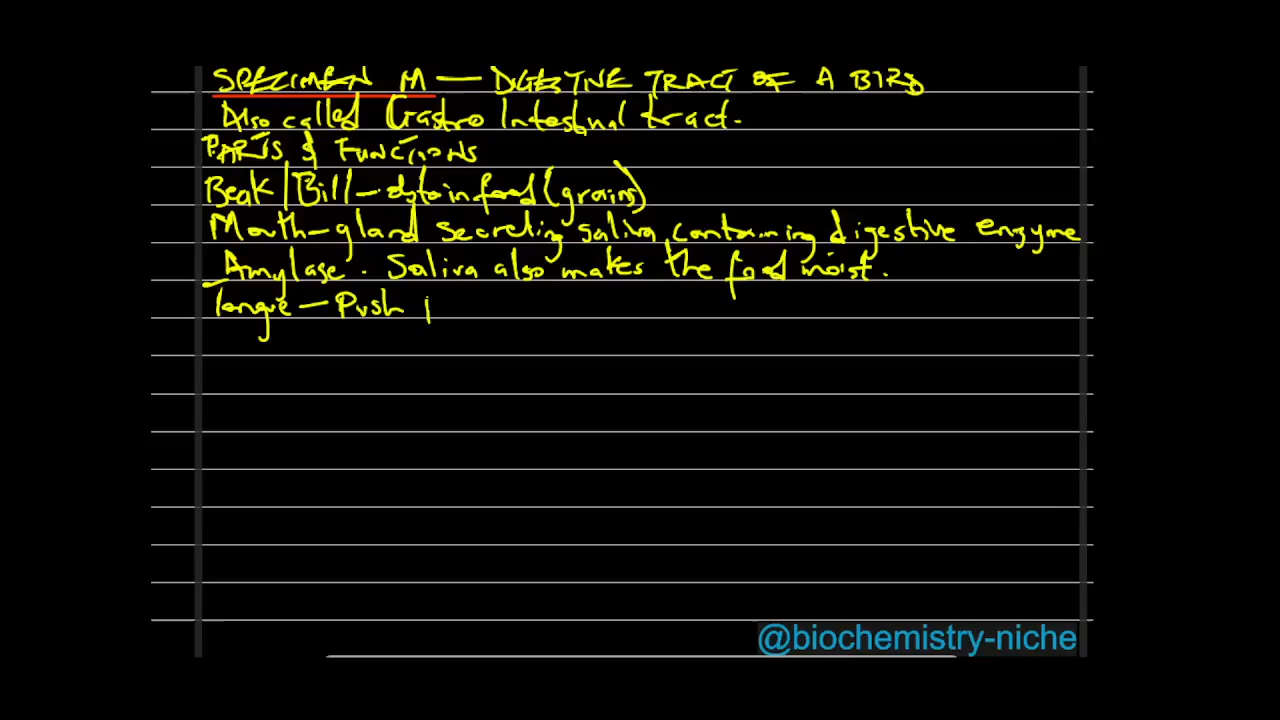 SPECIMEN M — DIGESTIVE TRACT OF A BIRD
Also called Gastro Intestinal tract.
PARTS & FUNCTIONS
Beak/Bill - obtain food (grains)
Mouth - gland secreting saliva containing digestive enzyme
Amylase. Saliva also makes the food moist.
Tongue - Push
@biochemistry-niche